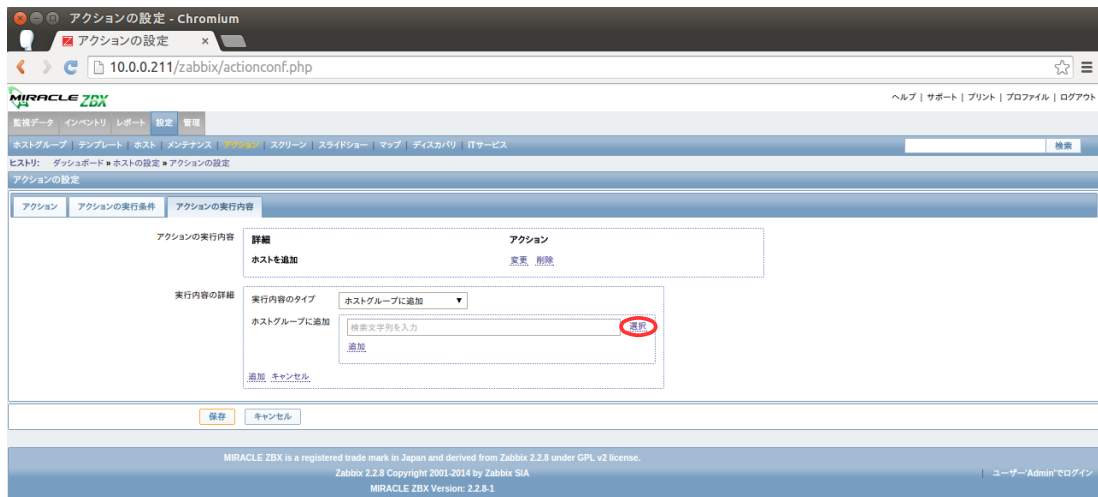 アクションの設定 - Chromium
アクションの設定 ×
10.0.0.211/zabbix/actionconf.php
MIRACLE ZBX
ヘルプ | サポート | プリント | プロファイル | ログアウト
監視データ インベントリ レポート 設定 管理
ホストグループ | テンプレート | ホスト | メンテナンス | アクション | スクリーン | スライドショー | マップ | ディスカバリ | ITサービス 検索
ヒストリ: ダッシュボード » ホストの設定 » アクションの設定
アクションの設定
アクション アクションの実行条件 アクションの実行内容
アクションの実行内容 詳細 アクション
ホストを追加 変更 削除
実行内容の詳細 実行内容のタイプ ホストグループに追加 ▼
ホストグループに追加 検索文字列を入力 選択
追加
追加 キャンセル
保存 キャンセル
MIRACLE ZBX is a registered trade mark in Japan and derived from Zabbix 2.2.8 under GPL v2 license.
Zabbix 2.2.8 Copyright 2001-2014 by Zabbix SIA | ユーザー'Admin'でログイン
MIRACLE ZBX Version: 2.2.8-1